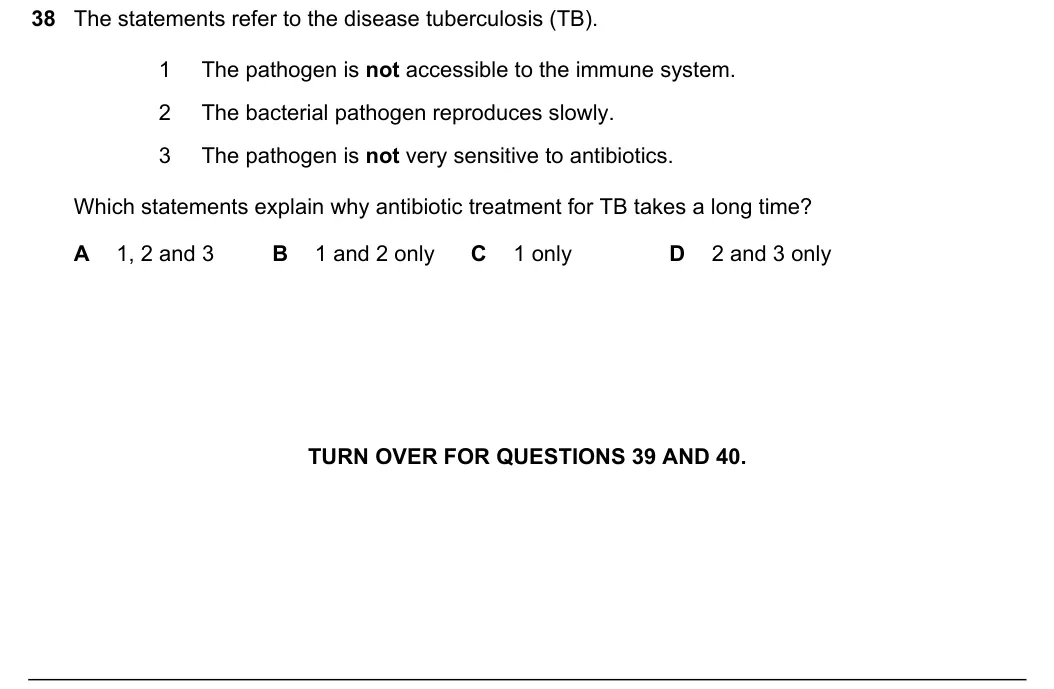 38 The statements refer to the disease tuberculosis (TB).
1 The pathogen is not accessible to the immune system.
2 The bacterial pathogen reproduces slowly.
3 The pathogen is not very sensitive to antibiotics.
Which statements explain why antibiotic treatment for TB takes a long time?
A 1, 2 and 3 B 1 and 2 only C 1 only D 2 and 3 only
TURN OVER FOR QUESTIONS 39 AND 40.